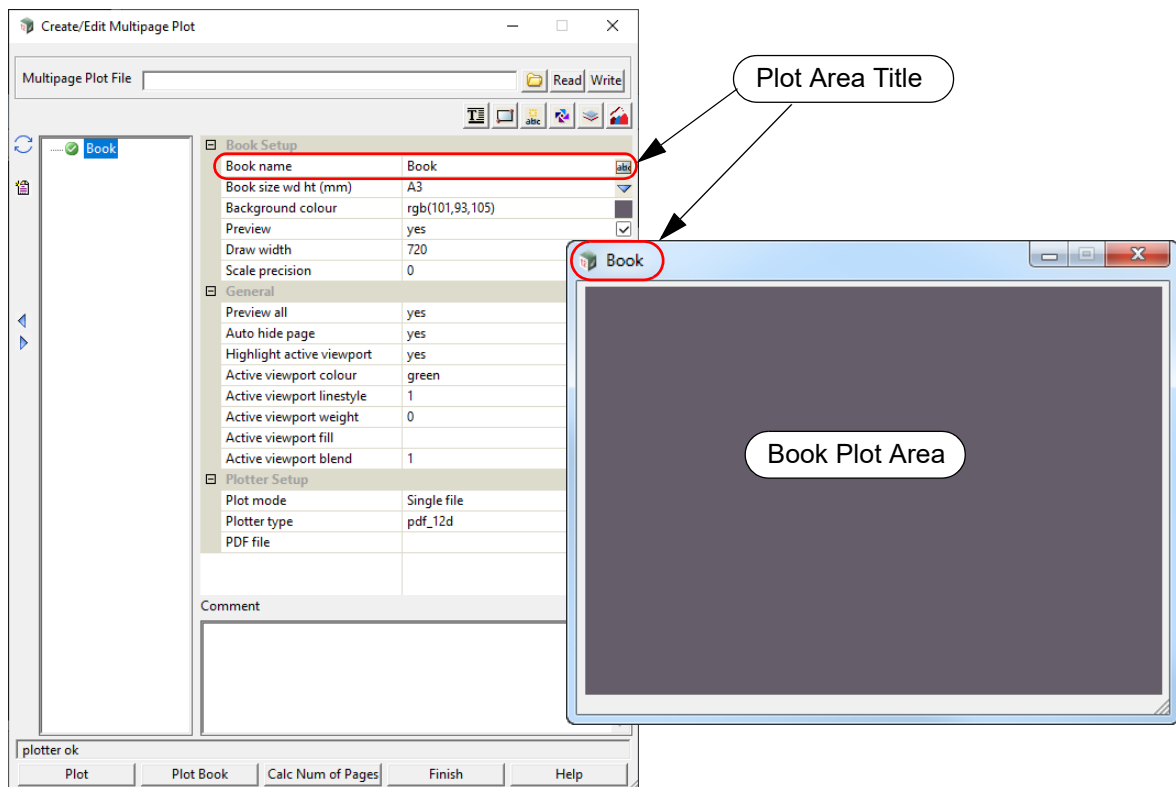 Create/Edit Multipage Plot
Multipage Plot File
Read Write
abc
Plot Area Title
Book
Book Setup
Book name Book abc
Book size wd ht (mm) A3
Background colour rgb(101,93,105)
Preview yes
Draw width 720
Scale precision 0
General
Preview all yes
Auto hide page yes
Highlight active viewport yes
Active viewport colour green
Active viewport linestyle 1
Active viewport weight 0
Active viewport fill
Active viewport blend 1
Plotter Setup
Plot mode Single file
Plotter type pdf_12d
PDF file
Comment
Book
Book Plot Area
plotter ok
Plot Plot Book Calc Num of Pages Finish Help